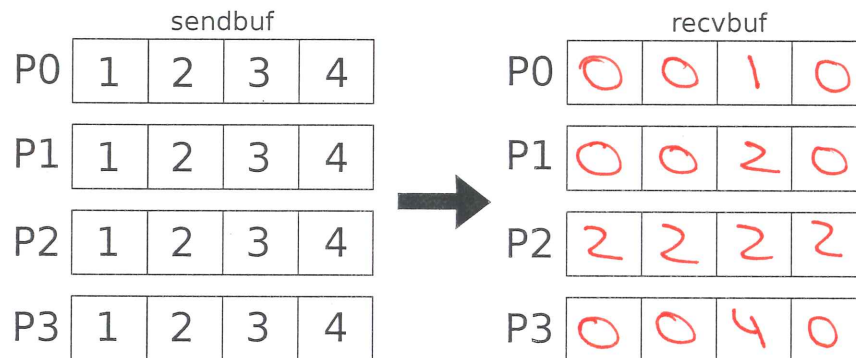 sendbuf recvbuf
P0 1 2 3 4 P0 0 0 1 0
P1 1 2 3 4 P1 0 0 2 0
P2 1 2 3 4 P2 2 2 2 2
P3 1 2 3 4 P3 0 0 4 0